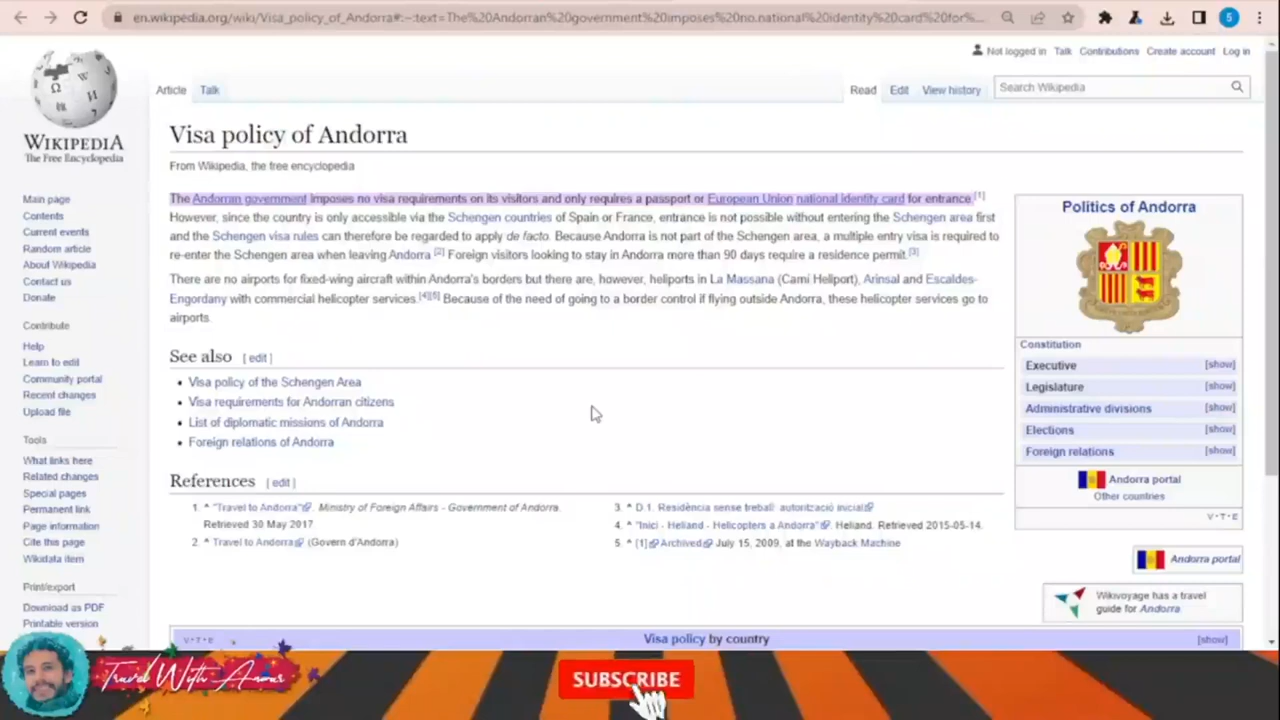 en.wikipedia.org/wiki/Visa_policy_of_Andorra#:~:text=The%20Andorran%20government%20imposes%20no.national%20identity%20card%20for%...
5
Not logged in Talk Contributions Create account Log in
Article Talk
Read Edit View history
Search Wikipedia
WIKIPEDIA
The Free Encyclopedia
Main page
Contents
Current events
Random article
About Wikipedia
Contact us
Donate
Contribute
Help
Learn to edit
Community portal
Recent changes
Upload file
Tools
What links here
Related changes
Special pages
Permanent link
Page information
Cite this page
Wikidata item
Print/export
Download as PDF
Printable version
Visa policy of Andorra
From Wikipedia, the free encyclopedia
The Andorran government imposes no visa requirements on its visitors and only requires a passport or European Union national identity card for entrance.[1]
However, since the country is only accessible via the Schengen countries of Spain or France, entrance is not possible without entering the Schengen area first
and the Schengen visa rules can therefore be regarded to apply de facto. Because Andorra is not part of the Schengen area, a multiple entry visa is required to
re-enter the Schengen area when leaving Andorra.[2] Foreign visitors looking to stay in Andorra more than 90 days require a residence permit.[3]
There are no airports for fixed-wing aircraft within Andorra's borders but there are, however, heliports in La Massana (Camí Heliport), Arinsal and Escaldes-
Engordany with commercial helicopter services.[4][5] Because of the need of going to a border control if flying outside Andorra, these helicopter services go to
airports.
See also [ edit ]
• Visa policy of the Schengen Area
• Visa requirements for Andorran citizens
• List of diplomatic missions of Andorra
• Foreign relations of Andorra
References [ edit ]
1. ^ "Travel to Andorra". Ministry of Foreign Affairs - Government of Andorra.
Retrieved 30 May 2017.
2. ^ Travel to Andorra (Govern d'Andorra)
3. ^ D.1. Residència sense treball: autorització inicial
4. ^ "Inici - Heliand - Helicopters a Andorra". Heliand. Retrieved 2015-05-14.
5. ^ [1] Archived July 15, 2009, at the Wayback Machine
Politics of Andorra
Constitution
Executive [show]
Legislature [show]
Administrative divisions [show]
Elections [show]
Foreign relations [show]
Andorra portal
Other countries
V·T·E
Andorra portal
Wikivoyage has a travel
guide for Andorra
V·T·E Visa policy by country [show]
Travel With Amour
SUBSCRIBE